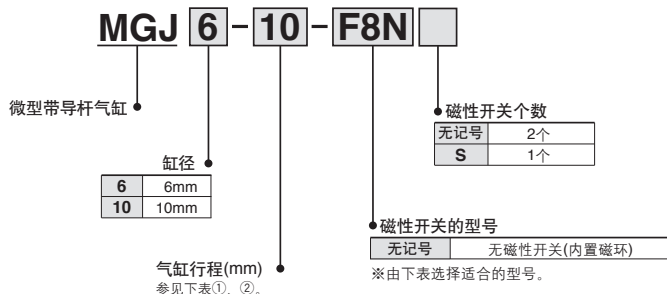 MGJ 6-10-F8N
微型带导杆气缸
磁性开关个数
无记号 2个
S 1个
缸径
6 6mm
10 10mm
磁性开关的型号
无记号 无磁性开关(内置磁环)
※由下表选择适合的型号。
气缸行程(mm)
参见下表①、②。